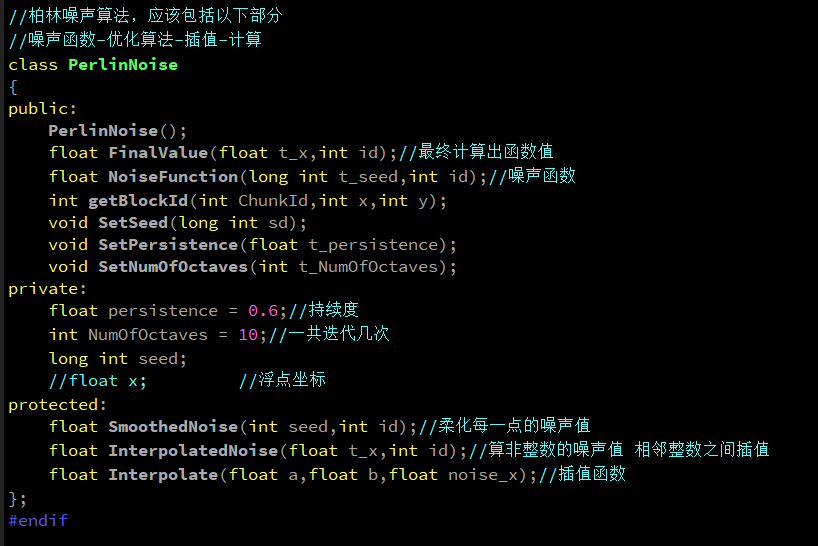 //柏林噪声算法，应该包括以下部分
//噪声函数-优化算法-插值-计算
class PerlinNoise
{
public:
    PerlinNoise();
    float FinalValue(float t_x,int id);//最终计算出函数值
    float NoiseFunction(long int t_seed,int id);//噪声函数
    int getBlockId(int ChunkId,int x,int y);
    void SetSeed(long int sd);
    void SetPersistence(float t_persistence);
    void SetNumOfOctaves(int t_NumOfOctaves);
private:
    float persistence = 0.6;//持续度
    int NumOfOctaves = 10;//一共迭代几次
    long int seed;
    //float x;         //浮点坐标
protected:
    float SmoothedNoise(int seed,int id);//柔化每一点的噪声值
    float InterpolatedNoise(float t_x,int id);//算非整数的噪声值 相邻整数之间插值
    float Interpolate(float a,float b,float noise_x);//插值函数
};
#endif